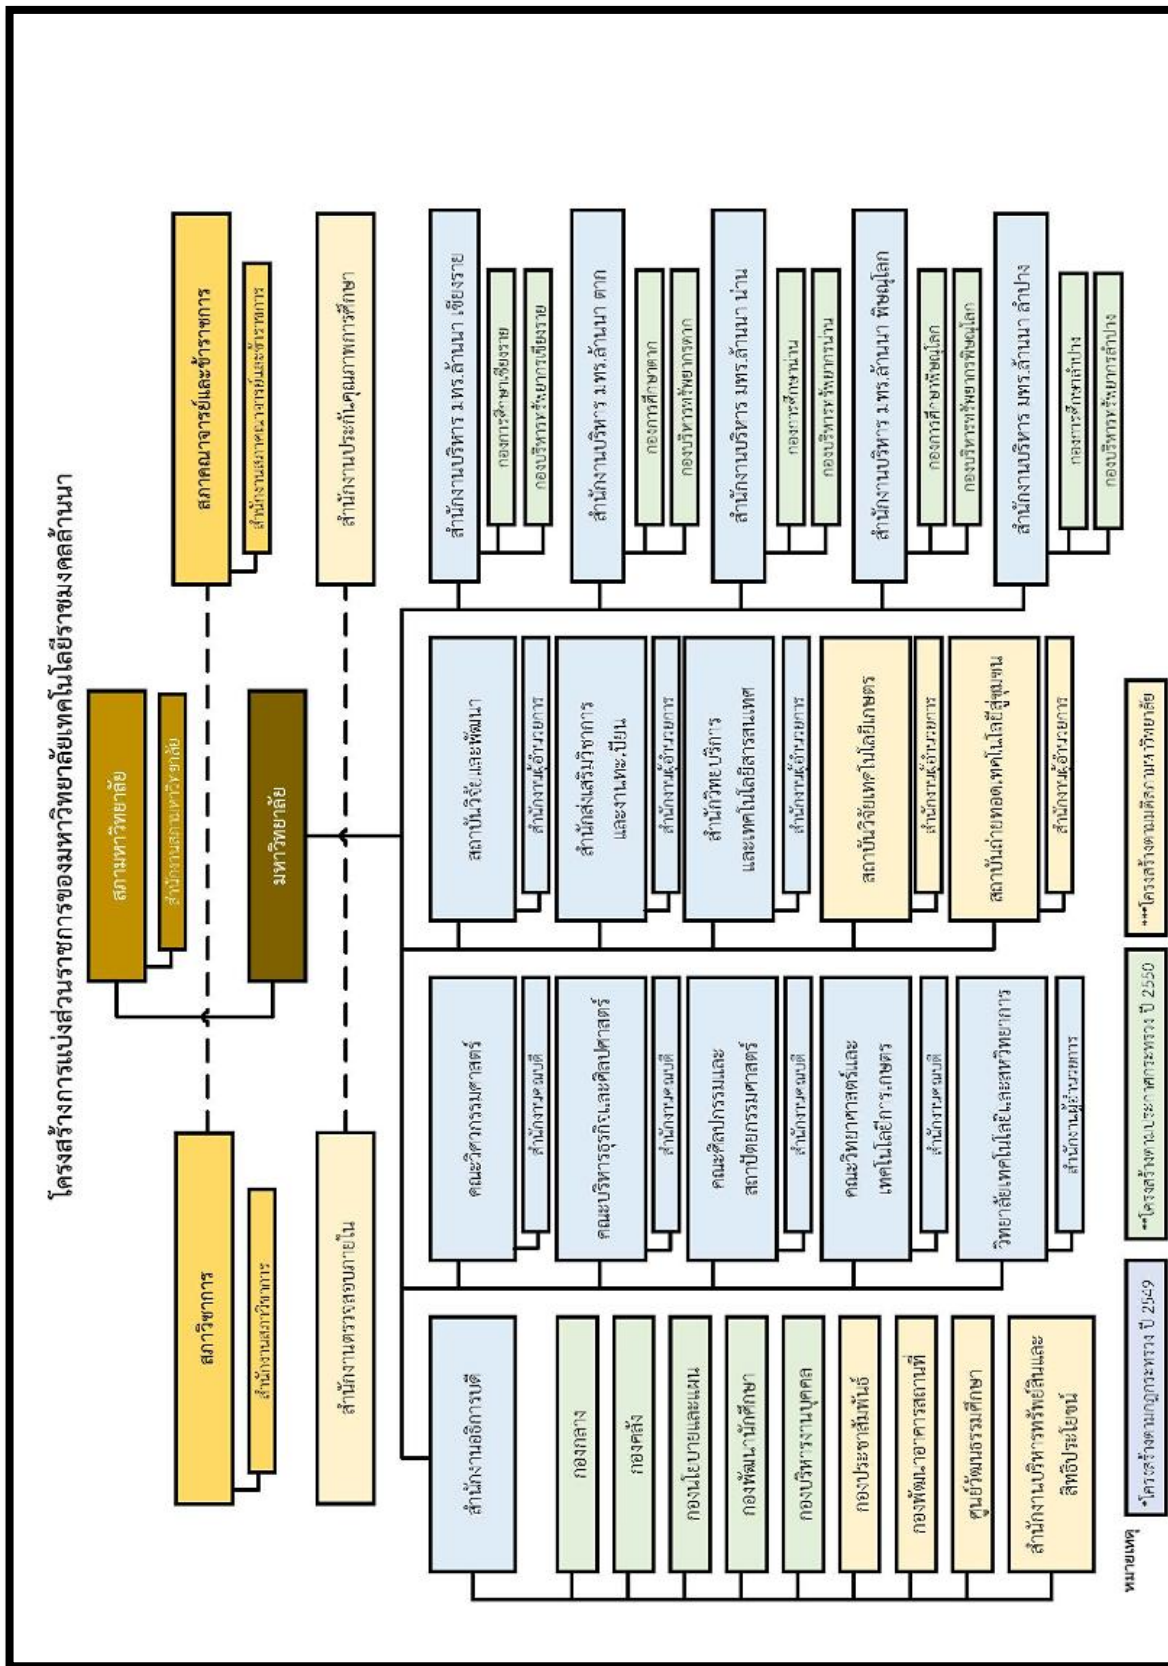 โครงสร้างการแบ่งส่วนราชการของมหาวิทยาลัยเทคโนโลยีราชมงคลล้านนา
สภามหาวิทยาลัย
สำนักงานสภามหาวิทยาลัย
สภาวิชาการ
สำนักงานสภาวิชาการ
สภาคณาจารย์และข้าราชการ
สำนักงานสภาคณาจารย์และข้าราชการ
มหาวิทยาลัย
สำนักงานตรวจสอบภายใน
สำนักงานประกันคุณภาพการศึกษา
สำนักงานอธิการบดี
กองกลาง
กองคลัง
กองนโยบายและแผน
กองพัฒนานักศึกษา
กองบริหารงานบุคคล
กองประชาสัมพันธ์
กองพัฒนาอาคารสถานที่
ศูนย์วัฒนธรรมศึกษา
สำนักงานบริหารทรัพย์สินและ
สิทธิประโยชน์
คณะวิศวกรรมศาสตร์
สำนักงานคณบดี
คณะบริหารธุรกิจและศิลปศาสตร์
สำนักงานคณบดี
คณะศิลปกรรมและ
สถาปัตยกรรมศาสตร์
สำนักงานคณบดี
คณะวิทยาศาสตร์และ
เทคโนโลยีการเกษตร
สำนักงานคณบดี
วิทยาลัยเทคโนโลยีและสหวิทยาการ
สำนักงานผู้อำนวยการ
สถาบันวิจัยและพัฒนา
สำนักงานผู้อำนวยการ
สำนักส่งเสริมวิชาการ
และงานทะเบียน
สำนักงานผู้อำนวยการ
สำนักวิทยบริการ
และเทคโนโลยีสารสนเทศ
สำนักงานผู้อำนวยการ
สถาบันวิจัยเทคโนโลยีเกษตร
สำนักงานผู้อำนวยการ
สถาบันถ่ายทอดเทคโนโลยีสู่ชุมชน
สำนักงานผู้อำนวยการ
สำนักงานบริหาร มทร.ล้านนา เชียงราย
กองการศึกษาเชียงราย
กองบริหารทรัพยากรเชียงราย
สำนักงานบริหาร มทร.ล้านนา ตาก
กองการศึกษาตาก
กองบริหารทรัพยากรตาก
สำนักงานบริหาร มทร.ล้านนา น่าน
กองการศึกษาน่าน
กองบริหารทรัพยากรน่าน
สำนักงานบริหาร มทร.ล้านนา พิษณุโลก
กองการศึกษาพิษณุโลก
กองบริหารทรัพยากรพิษณุโลก
สำนักงานบริหาร มทร.ล้านนา ลำปาง
กองการศึกษาลำปาง
กองบริหารทรัพยากรลำปาง
หมายเหตุ
*โครงสร้างตามกฎกระทรวง ปี 2549
**โครงสร้างตามประกาศกระทรวง ปี 2550
***โครงสร้างตามมติสภามหาวิทยาลัย